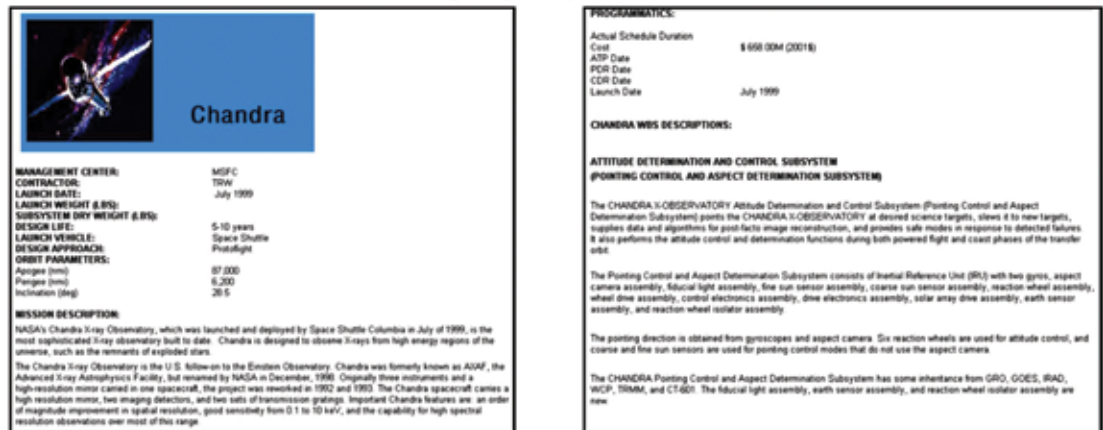 Chandra
MANAGEMENT CENTER: MSFC
CONTRACTOR: TRW
LAUNCH DATE: July 1999
LAUNCH WEIGHT (LBS):
SUBSYSTEM DRY WEIGHT (LBS):
DESIGN LIFE: 5-10 years
LAUNCH VEHICLE: Space Shuttle
DESIGN APPROACH: Protoflight
ORBIT PARAMETERS:
Apogee (nmi) 87,000
Perigee (nmi) 6,200
Inclination (deg) 28.5
MISSION DESCRIPTION:
NASA's Chandra X-ray Observatory, which was launched and deployed by Space Shuttle Columbia in July of 1999, is the
most sophisticated X-ray observatory built to date. Chandra is designed to observe X-rays from high energy regions of the
universe, such as the remnants of exploded stars.
The Chandra X-ray Observatory is the U.S. follow-on to the Einstein Observatory. Chandra was formerly known as AXAF, the
Advanced X-ray Astrophysics Facility, but renamed by NASA in December, 1998. Originally three instruments and a
high-resolution mirror carried in one spacecraft, the project was reworked in 1992 and 1993. The Chandra spacecraft carries a
high resolution mirror, two imaging detectors, and two sets of transmission gratings. Important Chandra features are: an order
of magnitude improvement in spatial resolution, good sensitivity from 0.1 to 10 keV, and the capability for high spectral
resolution observations over most of this range.
PROGRAMMATICS:
Actual Schedule Duration
Cost $ 658.00M (2001$)
ATP Date
PDR Date
CDR Date
Launch Date July 1999
CHANDRA WBS DESCRIPTIONS:
ATTITUDE DETERMINATION AND CONTROL SUBSYSTEM
(POINTING CONTROL AND ASPECT DETERMINATION SUBSYSTEM)
The CHANDRA X-OBSERVATORY Attitude Determination and Control Subsystem (Pointing Control and Aspect
Determination Subsystem) points the CHANDRA X-OBSERVATORY at desired science targets, slews it to new targets,
supplies data and algorithms for post-facto image reconstruction, and provides safe modes in response to detected failures.
It also performs the attitude control and determination functions during both powered flight and coast phases of the transfer
orbit.
The Pointing Control and Aspect Determination Subsystem consists of Inertial Reference Unit (IRU) with two gyros, aspect
camera assembly, fiducial light assembly, fine sun sensor assembly, coarse sun sensor assembly, reaction wheel assembly,
wheel drive assembly, control electronics assembly, drive electronics assembly, solar array drive assembly, earth sensor
assembly, and reaction wheel isolator assembly.
The pointing direction is obtained from gyroscopes and aspect camera. Six reaction wheels are used for attitude control, and
coarse and fine sun sensors are used for pointing control modes that do not use the aspect camera.
The CHANDRA Pointing Control and Aspect Determination Subsystem has some inheritance from GRO, GOES,
TRMM, and CT-601. The fiducial light assembly, earth sensor assembly, and reaction wheel isolator assembly are
new.